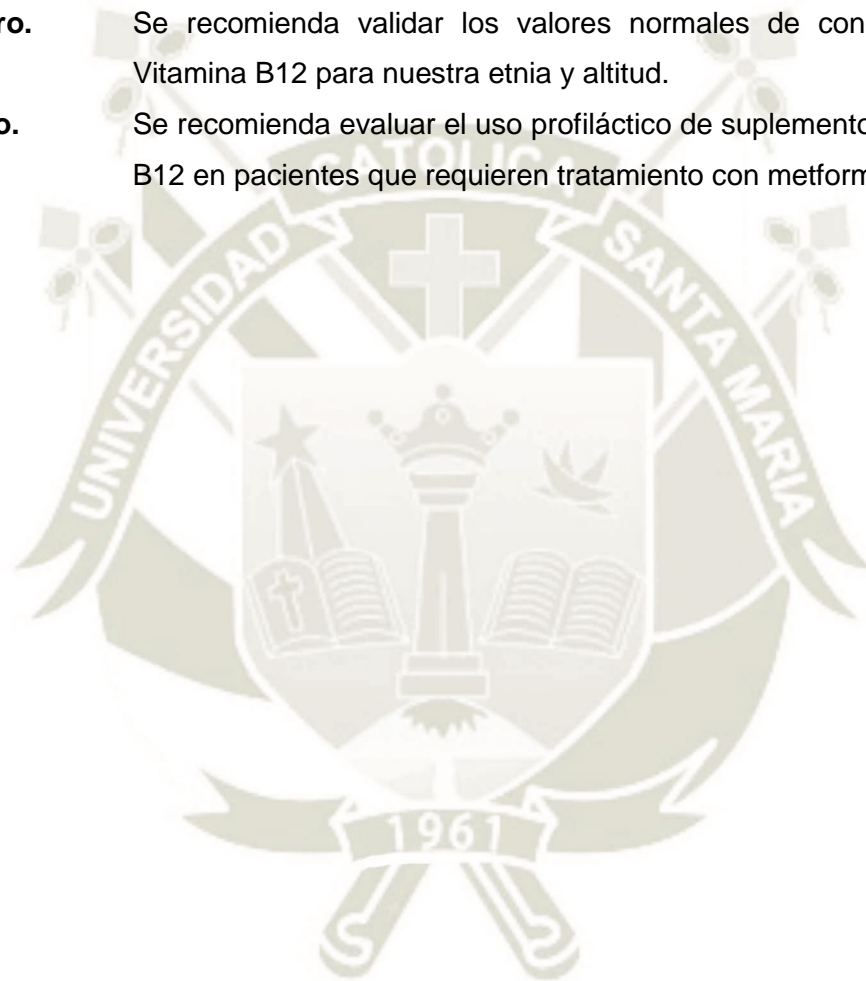 ro. Se recomienda validar los valores normales de con
Vitamina B12 para nuestra etnia y altitud.
o. Se recomienda evaluar el uso profiláctico de suplemento
B12 en pacientes que requieren tratamiento con metform
UNIVERSIDAD CATOLICA SANTA MARIA
1961